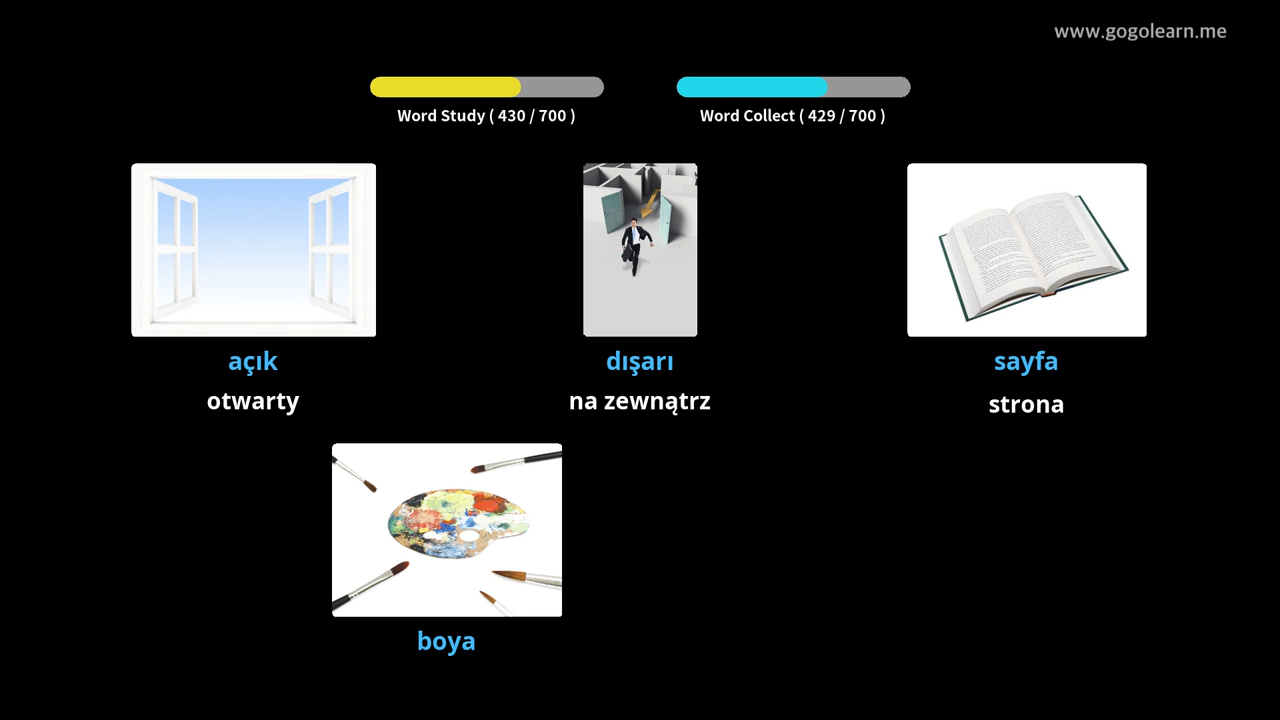 www.gogolearn.me
Word Study ( 430 / 700 )
Word Collect ( 429 / 700 )
açık
dışarı
sayfa
otwarty
na zewnątrz
strona
boya